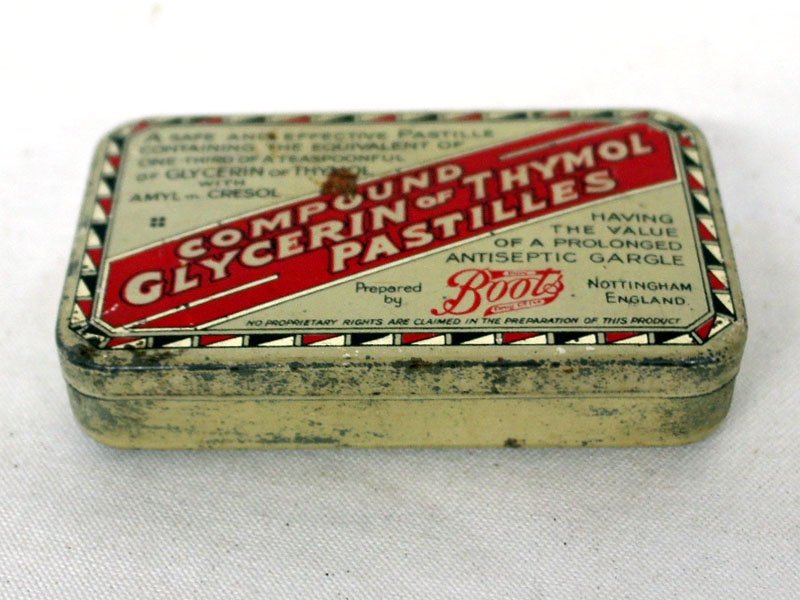 A SAFE AND EFFECTIVE PASTILLE
CONTAINING THE EQUIVALENT OF
ONE THIRD OF A TEASPOONFUL
OF GLYCERIN OF THYMOL
WITH
AMYL m. CRESOL
COMPOUND
GLYCERIN OF THYMOL
PASTILLES
HAVING
THE VALUE
OF A PROLONGED
ANTISEPTIC GARGLE
Prepared
by
Boots
NOTTINGHAM
ENGLAND.
NO PROPRIETARY RIGHTS ARE CLAIMED IN THE PREPARATION OF THIS PRODUCT